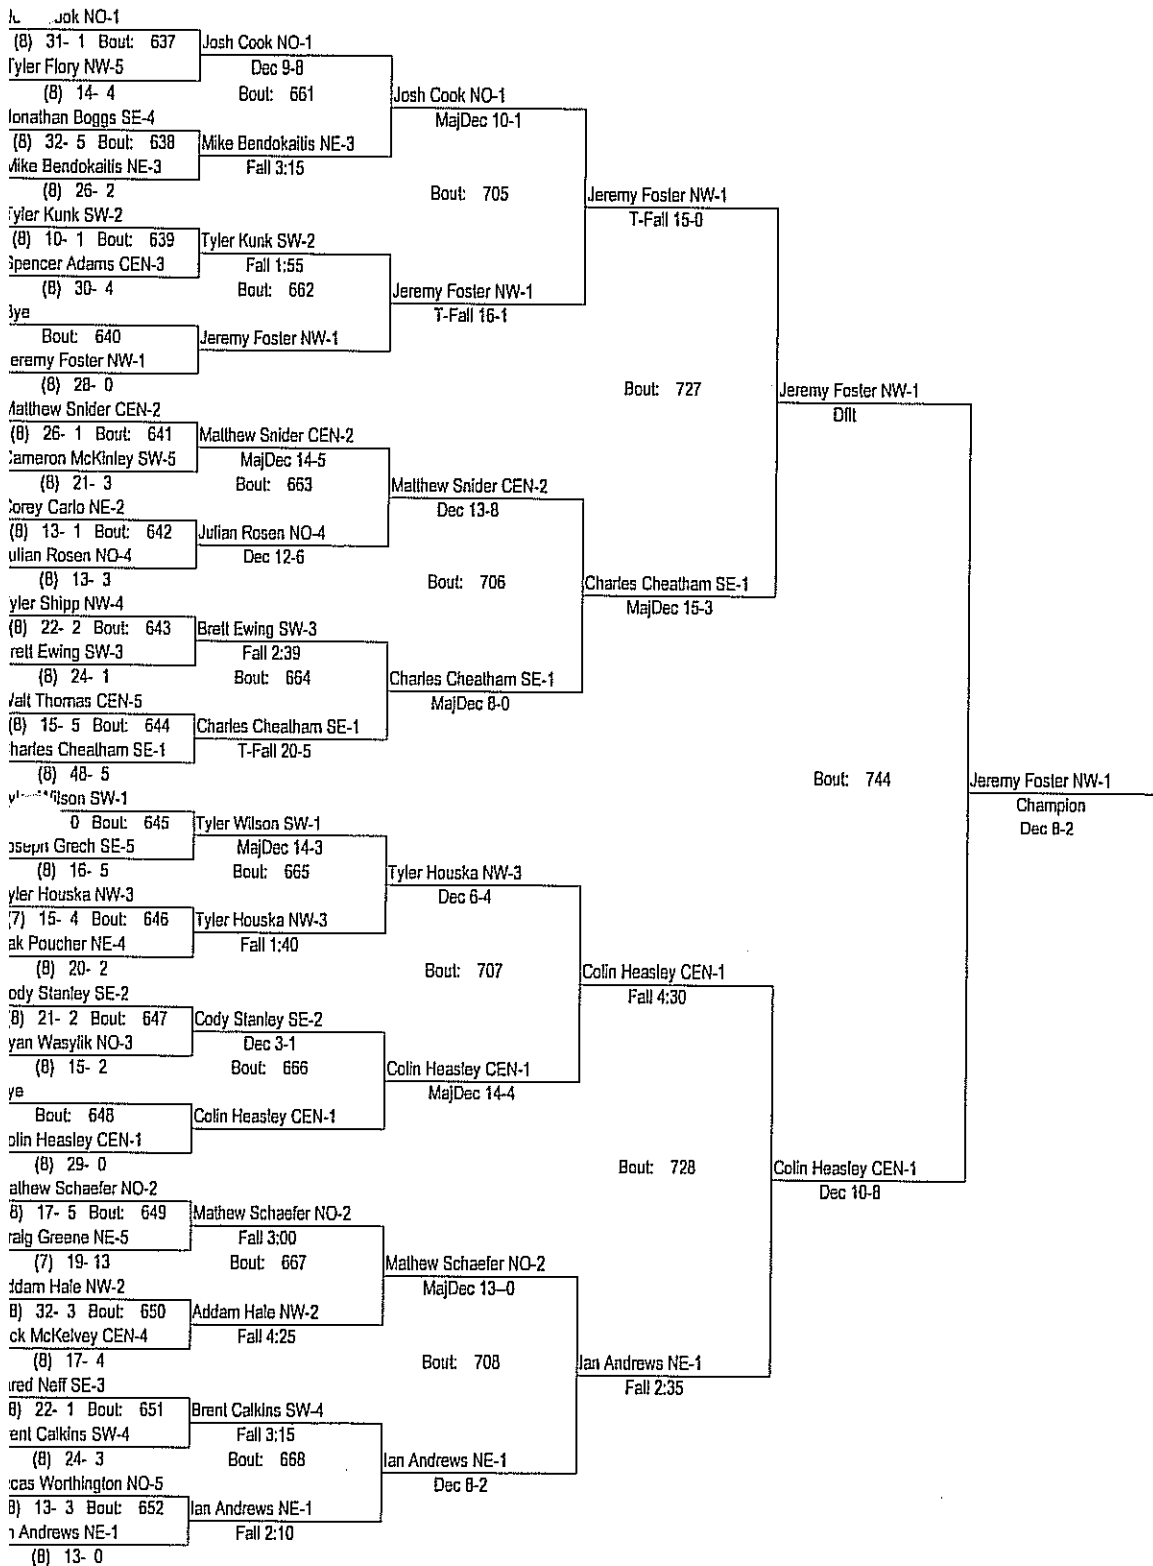 ook NO-1
(8) 31- 1 Bout: 637
Tyler Flory NW-5
(8) 14- 4
Jonathan Boggs SE-4
(8) 32- 5 Bout: 638
Mike Bendokaitis NE-3
(8) 26- 2
Tyler Kunk SW-2
(8) 10- 1 Bout: 639
Spencer Adams CEN-3
(8) 30- 4
Bye
Bout: 640
eremy Foster NW-1
(8) 28- 0
Matthew Snider CEN-2
(8) 26- 1 Bout: 641
Cameron McKinley SW-5
(8) 21- 3
Corey Carlo NE-2
(8) 13- 1 Bout: 642
ulian Rosen NO-4
(8) 13- 3
yler Shipp NW-4
(8) 22- 2 Bout: 643
rett Ewing SW-3
(8) 24- 1
Walt Thomas CEN-5
(8) 15- 5 Bout: 644
harles Cheatham SE-1
(8) 48- 5
Wilson SW-1
0 Bout: 645
oseph Grech SE-5
(8) 16- 5
yler Houska NW-3
(7) 15- 4 Bout: 646
ak Poucher NE-4
(8) 20- 2
ody Stanley SE-2
8) 21- 2 Bout: 647
yan Wasylik NO-3
(8) 15- 2
ye
Bout: 648
olin Heasley CEN-1
(8) 29- 0
athew Schaefer NO-2
8) 17- 5 Bout: 649
raig Greene NE-5
(7) 19- 13
ddam Hale NW-2
8) 32- 3 Bout: 650
ck McKelvey CEN-4
(8) 17- 4
red Neff SE-3
8) 22- 1 Bout: 651
ent Calkins SW-4
(8) 24- 3
cas Worthington NO-5
8) 13- 3 Bout: 652
n Andrews NE-1
(8) 13- 0
Josh Cook NO-1
Dec 9-8
Bout: 661
Mike Bendokaitis NE-3
Fall 3:15
Tyler Kunk SW-2
Fall 1:55
Bout: 662
Jeremy Foster NW-1
Matthew Snider CEN-2
MajDec 14-5
Bout: 663
Julian Rosen NO-4
Dec 12-6
Brett Ewing SW-3
Fall 2:39
Bout: 664
Charles Cheatham SE-1
T-Fall 20-5
Tyler Wilson SW-1
MajDec 14-3
Bout: 665
Tyler Houska NW-3
Fall 1:40
Cody Stanley SE-2
Dec 3-1
Bout: 666
Colin Heasley CEN-1
Mathew Schaefer NO-2
Fall 3:00
Bout: 667
Addam Hale NW-2
Fall 4:25
Brent Calkins SW-4
Fall 3:15
Bout: 668
Ian Andrews NE-1
Fall 2:10
Josh Cook NO-1
MajDec 10-1
Bout: 705
Jeremy Foster NW-1
T-Fall 16-1
Matthew Snider CEN-2
Dec 13-8
Bout: 706
Charles Cheatham SE-1
MajDec 8-0
Tyler Houska NW-3
Dec 6-4
Bout: 707
Colin Heasley CEN-1
MajDec 14-4
Mathew Schaefer NO-2
MajDec 13--0
Bout: 708
Ian Andrews NE-1
Dec 8-2
Jeremy Foster NW-1
T-Fall 15-0
Bout: 727
Charles Cheatham SE-1
MajDec 15-3
Colin Heasley CEN-1
Fall 4:30
Bout: 728
Ian Andrews NE-1
Fall 2:35
Jeremy Foster NW-1
Dflt
Bout: 744
Colin Heasley CEN-1
Dec 10-8
Jeremy Foster NW-1
Champion
Dec 8-2